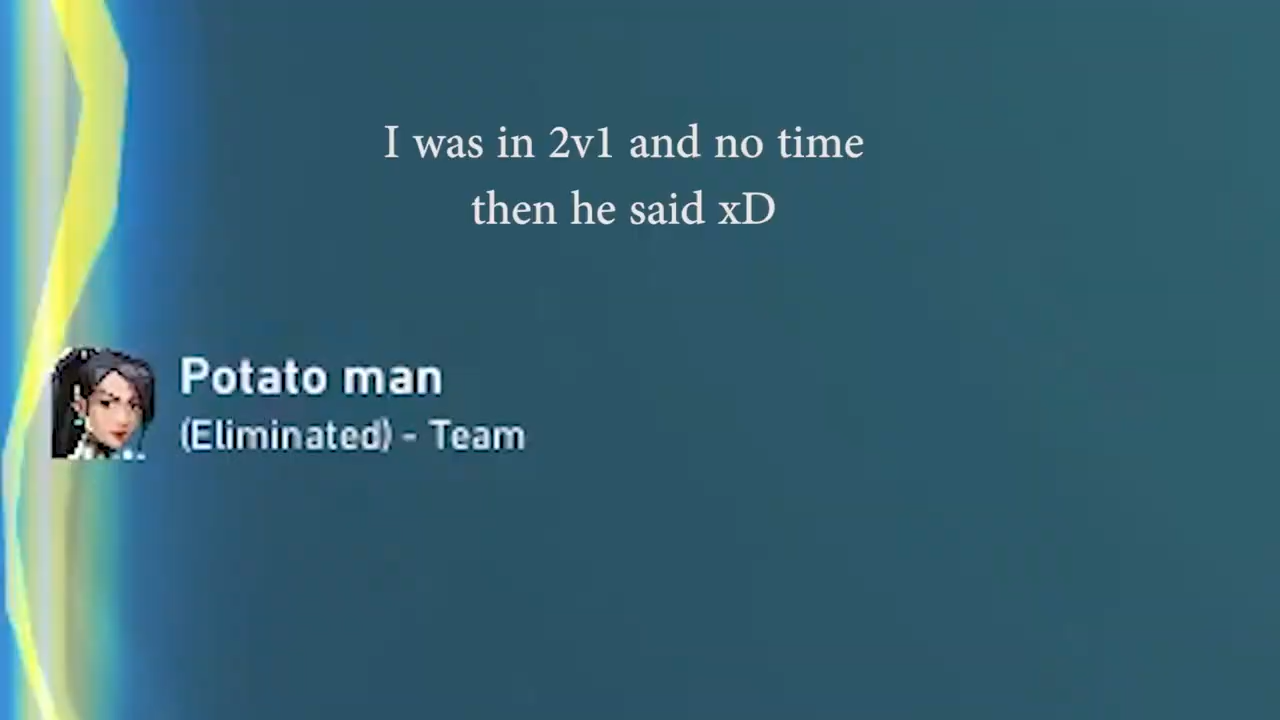 I was in 2v1 and no time
then he said xD
Potato man
(Eliminated) - Team